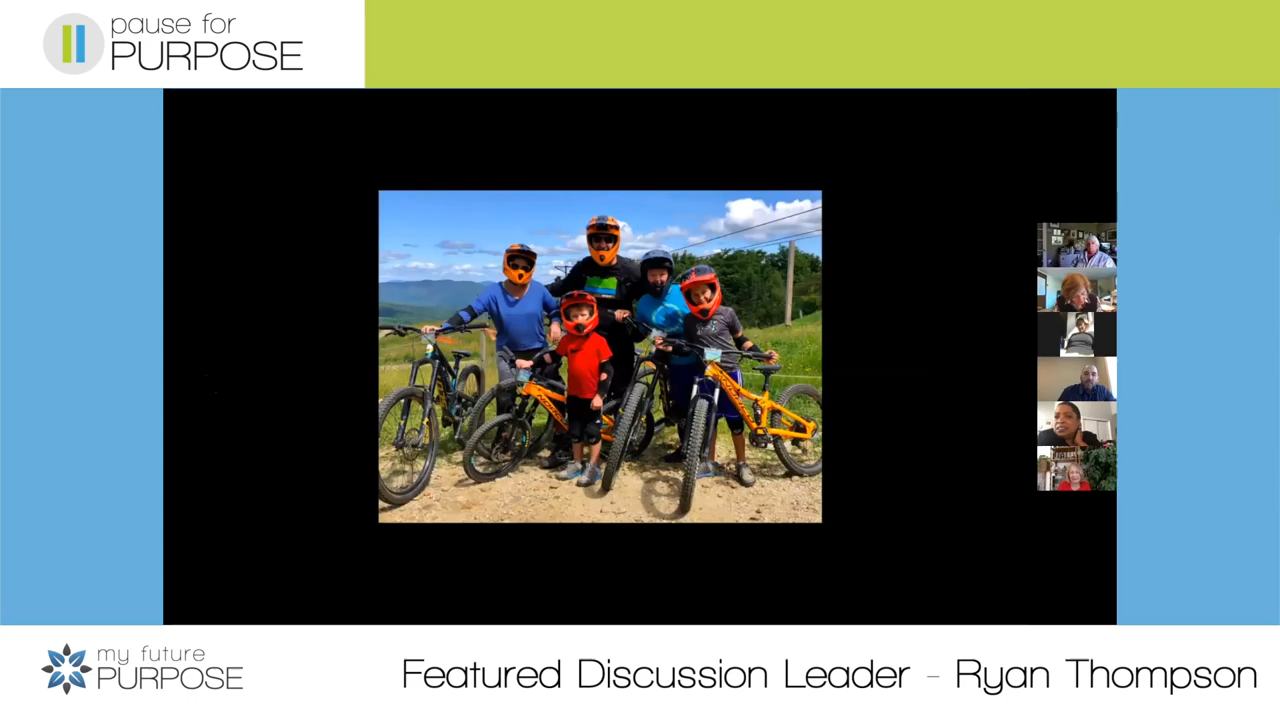 pause for
PURPOSE
my future
PURPOSE
Featured Discussion Leader - Ryan Thompson